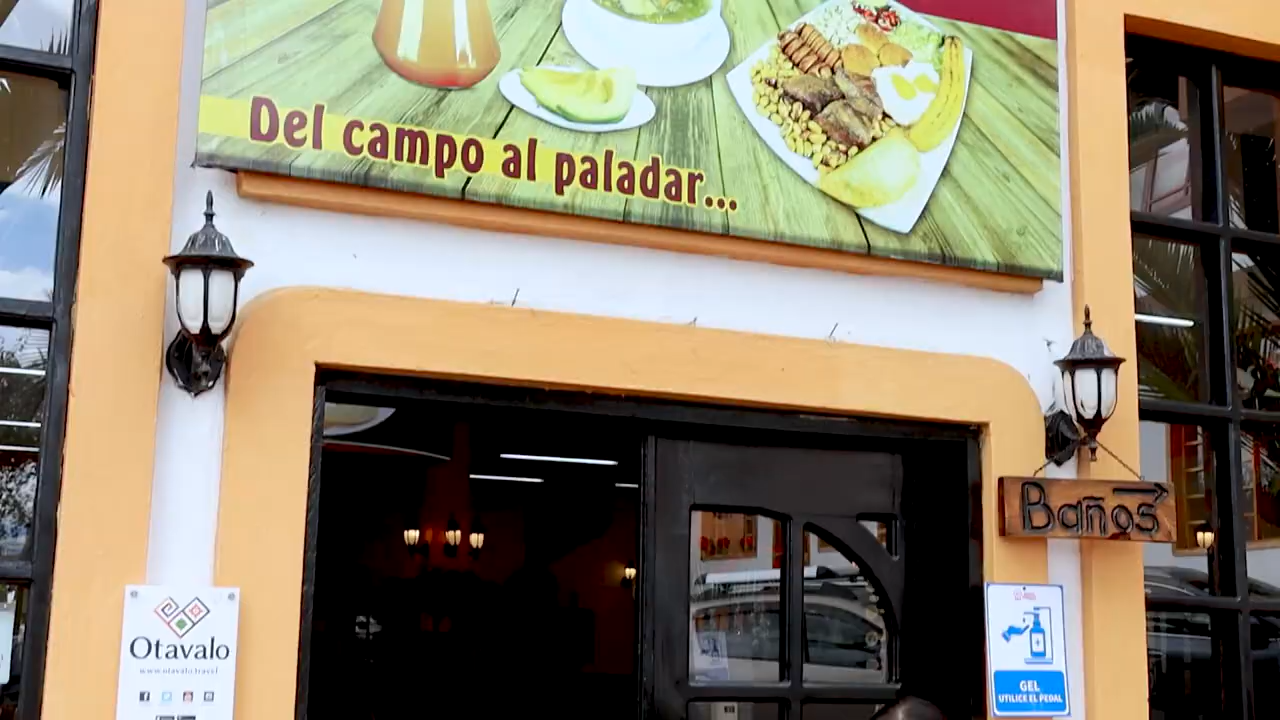 Del campo al paladar...
Baños
Otavalo
www.otavalo.travel
GEL
UTILICE EL PEDAL